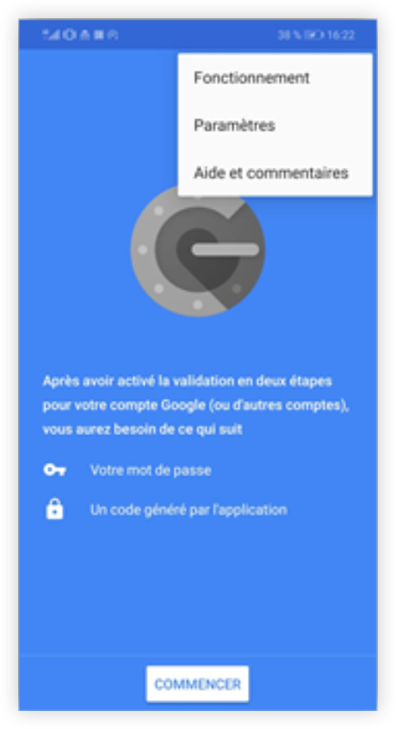 38 % 16:22
Fonctionnement
Paramètres
Aide et commentaires
Après avoir activé la validation en deux étapes
pour votre compte Google (ou d'autres comptes),
vous aurez besoin de ce qui suit
Votre mot de passe
Un code généré par l'application
COMMENCER